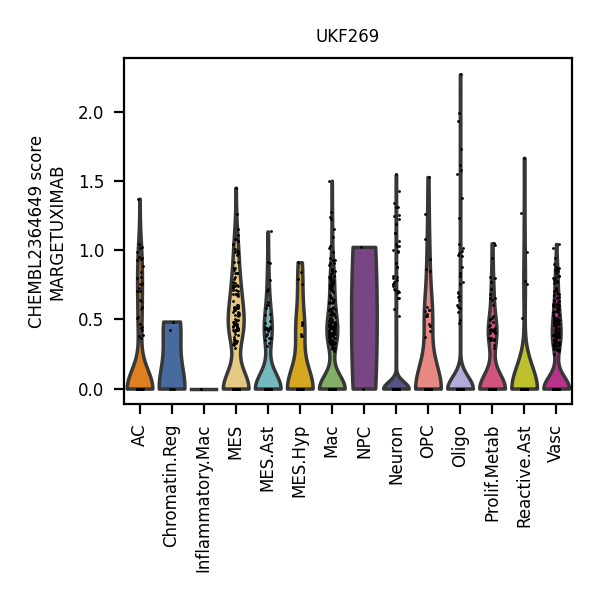 UKF269
CHEMBL2364649 score
MARGETUXIMAB
2.0
1.5
1.0
0.5
0.0
AC
Chromatin.Reg
Inflammatory.Mac
MES
MES.Ast
MES.Hyp
Mac
NPC
Neuron
OPC
Oligo
Prolif.Metab
Reactive.Ast
Vasc